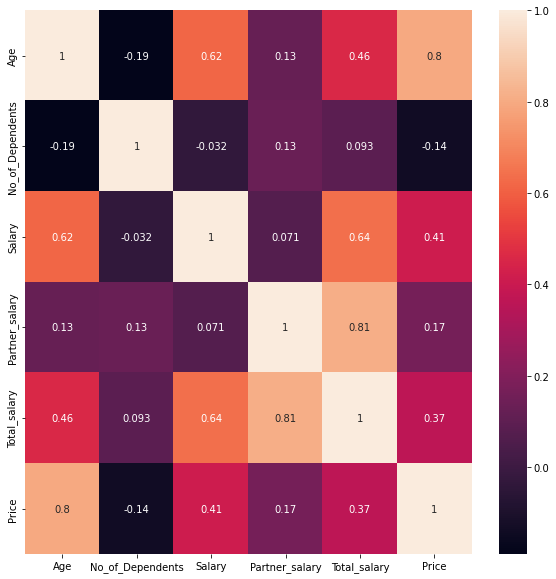 Age 1 -0.19 0.62 0.13 0.46 0.8
No_of_Dependents -0.19 1 -0.032 0.13 0.093 -0.14
Salary 0.62 -0.032 1 0.071 0.64 0.41
Partner_salary 0.13 0.13 0.071 1 0.81 0.17
Total_salary 0.46 0.093 0.64 0.81 1 0.37
Price 0.8 -0.14 0.41 0.17 0.37 1
Age No_of_Dependents Salary Partner_salary Total_salary Price
1.0
0.8
0.6
0.4
0.2
0.0